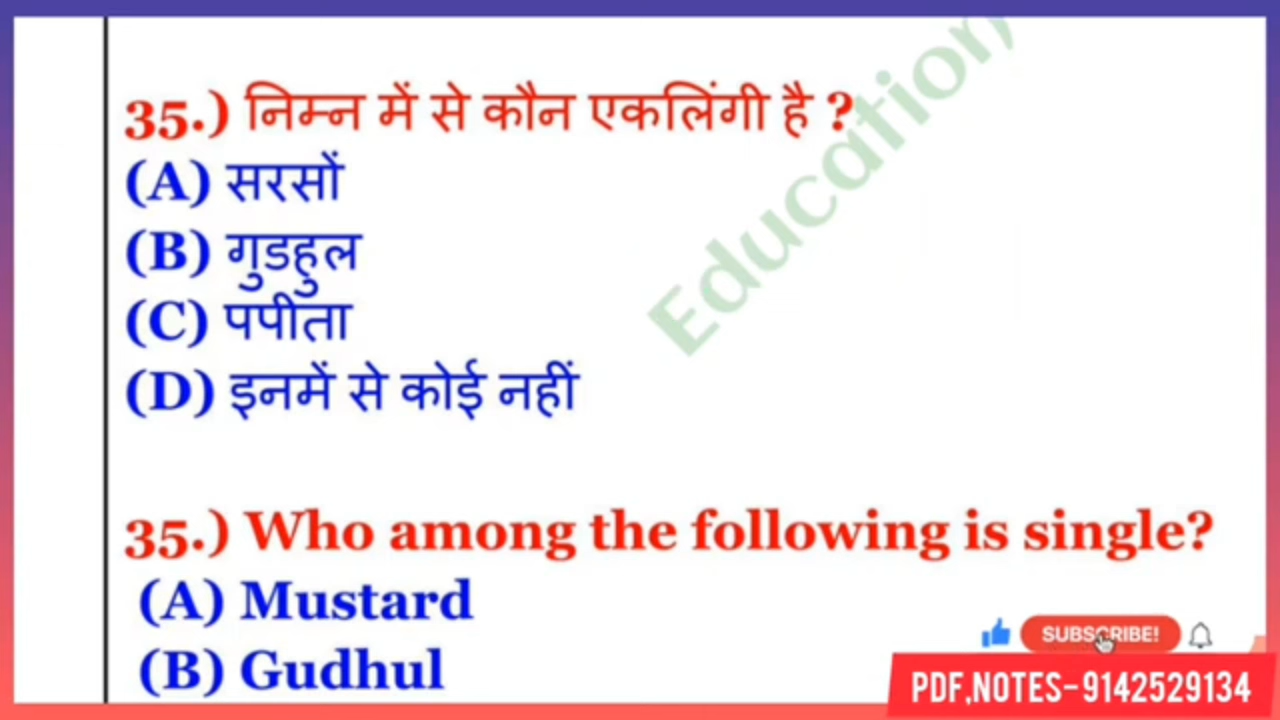 35.) निम्न में से कौन एकलिंगी है ?
(A) सरसों
(B) गुडहुल
(C) पपीता
(D) इनमें से कोई नहीं
Education
35.) Who among the following is single?
(A) Mustard
(B) Gudhul
SUBSCRIBE!
PDF,NOTES-9142529134